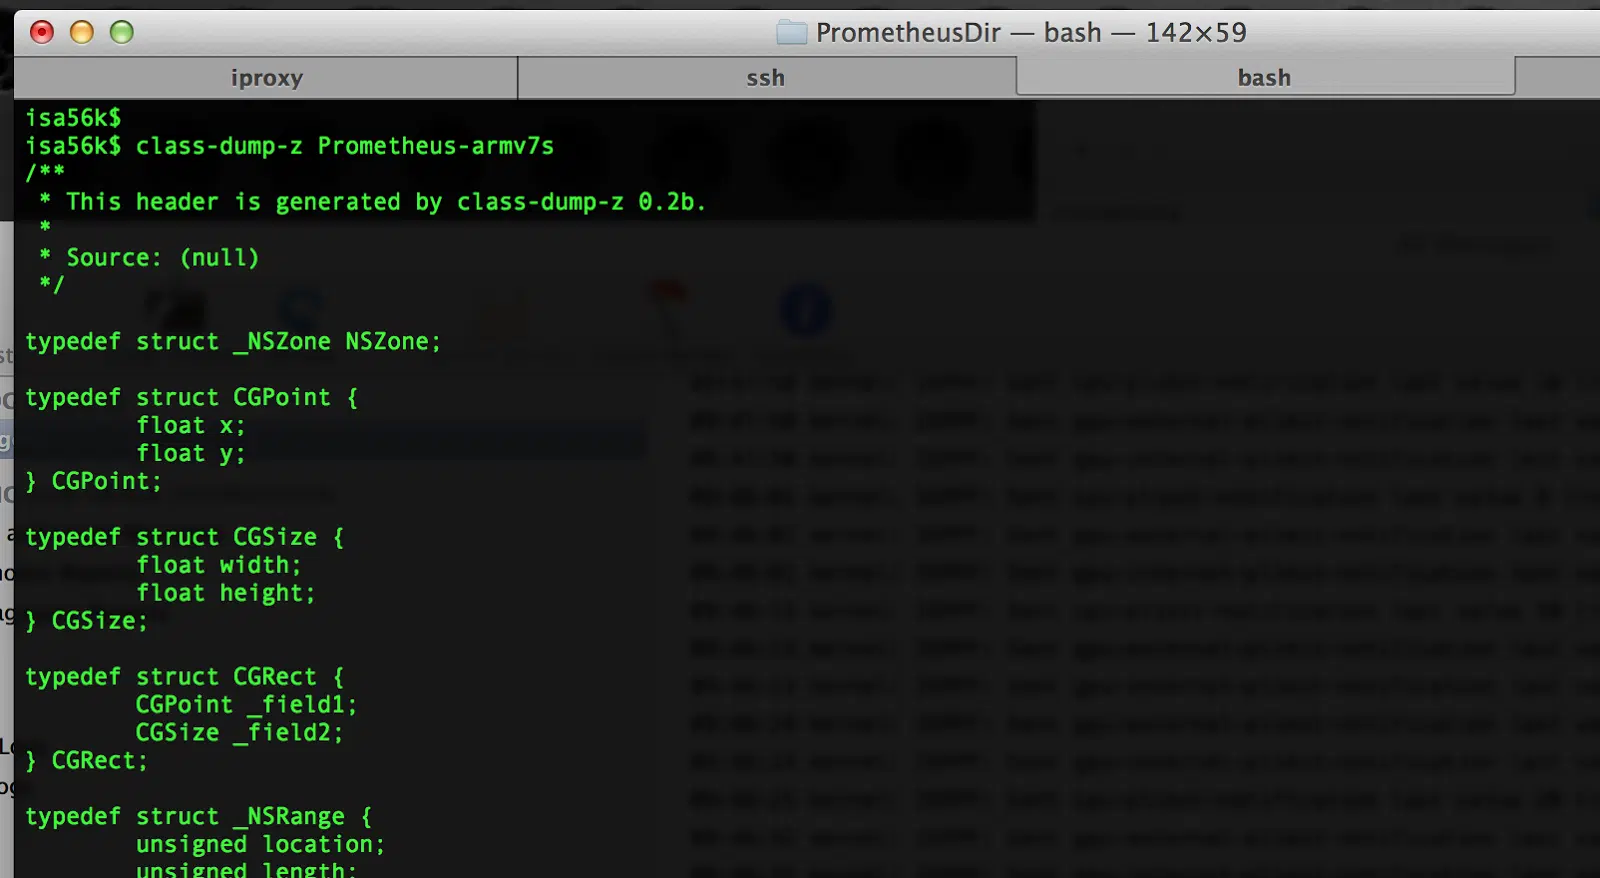 PrometheusDir — bash — 142×59
iproxy
ssh
bash
isa56k$
isa56k$ class-dump-z Prometheus-armv7s
/**
 * This header is generated by class-dump-z 0.2b.
 *
 * Source: (null)
 */
typedef struct _NSZone NSZone;
typedef struct CGPoint {
        float x;
        float y;
} CGPoint;
typedef struct CGSize {
        float width;
        float height;
} CGSize;
typedef struct CGRect {
        CGPoint _field1;
        CGSize _field2;
} CGRect;
typedef struct _NSRange {
        unsigned location;
        unsigned length;